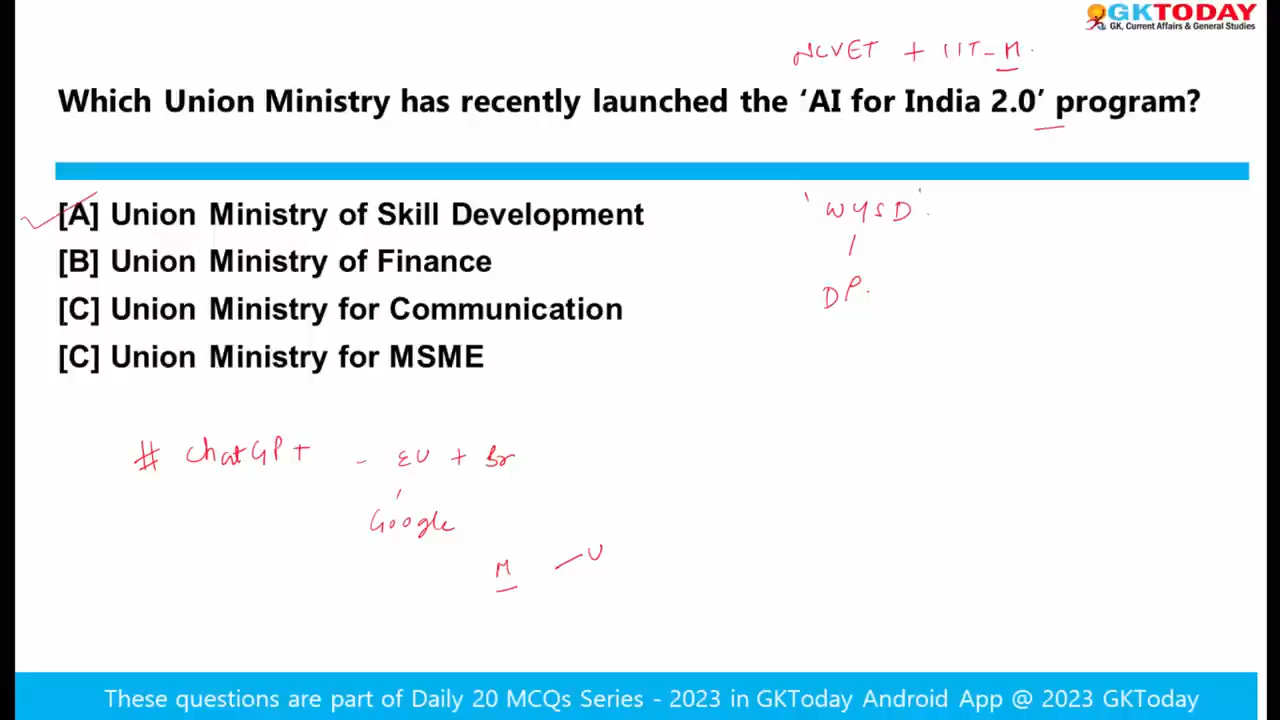 GKTODAY
GK, Current Affairs & General Studies
NCVET + IIT-M.
Which Union Ministry has recently launched the ‘AI for India 2.0’ program?
[A] Union Ministry of Skill Development
[B] Union Ministry of Finance
[C] Union Ministry for Communication
[C] Union Ministry for MSME
'WYSD'.
DP.
# ChatGPT - EU + Br
Google
M - U
These questions are part of Daily 20 MCQs Series - 2023 in GKToday Android App @ 2023 GKToday